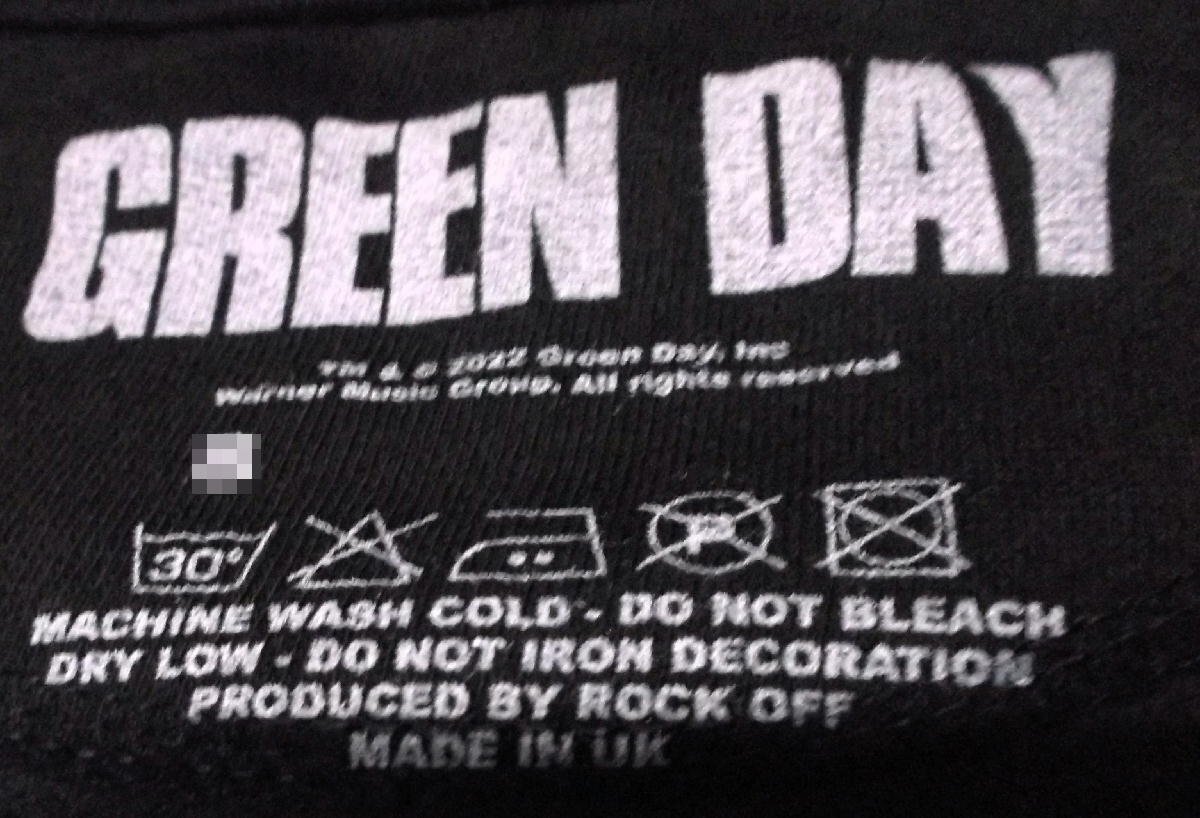 GREEN DAY
TM & © 2022 Green Day, Inc
Warner Music Group. All rights reserved
30°
P
MACHINE WASH COLD - DO NOT BLEACH
DRY LOW - DO NOT IRON DECORATION
PRODUCED BY ROCK OFF
MADE IN UK